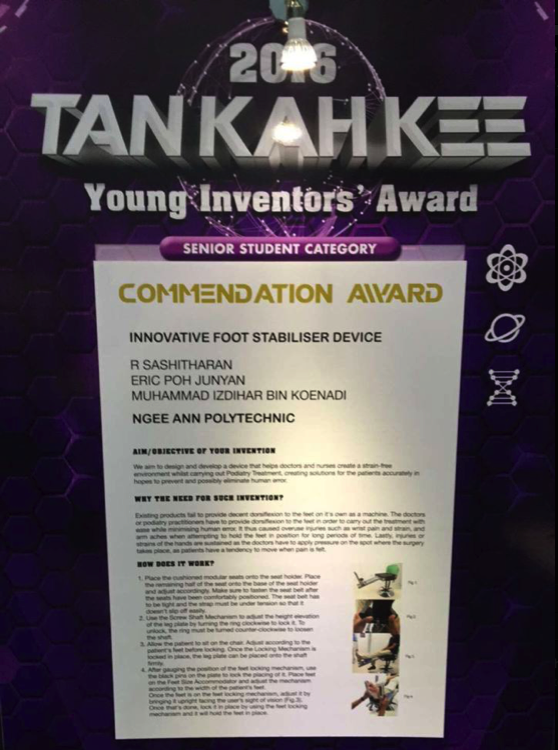 2016
TAN KAH KEE
Young Inventors' Award
SENIOR STUDENT CATEGORY
COMMENDATION AWARD
INNOVATIVE FOOT STABILISER DEVICE
R SASHITHARAN
ERIC POH JUNYAN
MUHAMMAD IZDIHAR BIN KOENADI
NGEE ANN POLYTECHNIC
AIM/OBJECTIVE OF YOUR INVENTION
We aim to design and develop a device that helps doctors and nurses create a strain-free
environment whilst carrying out Podiatry Treatment, creating solutions for the patients accurately in
hopes to prevent and possibly eliminate human error.
WHY THE NEED FOR SUCH INVENTION?
Existing products fail to provide decent dorsiflexion to the feet on it's own as a machine. The doctors
or podiatry practitioners have to provide dorsiflexion to the feet in order to carry out the treatment with
ease while minimising human error. It thus caused overuse injuries such as wrist pain and strain, and
arm aches when attempting to hold the feet in position for long periods of time. Lastly, injuries or
strains of the hands are sustained as the doctors have to apply pressure on the spot where the surgery
takes place, as patients have a tendency to move when pain is felt.
HOW DOES IT WORK?
1. Place the cushioned modular seats onto the seat holder. Place
the remaining half of the seat onto the base of the seat holder
and adjust accordingly. Make sure to fasten the seat belt after
the seats have been comfortably positioned. The seat belt has
to be tight and the strap must be under tension so that it
doesn't slip off easily.
2. Use the Screw Shaft Mechanism to adjust the height elevation
of the leg plate by turning the ring clockwise to lock it. To
unlock, the ring must be turned counter-clockwise to loosen
the shaft.
3. Allow the patient to sit on the chair. Adjust according to the
patient's feet before locking. Once the Locking Mechanism is
locked in place, the leg plate can be placed onto the shaft
firmly.
4. After gauging the position of the feet locking mechanism, use
the black pins on the plate to lock the placing of it. Place feet
on the Feet Size Accommodator and adjust the mechanism
according to the width of the patient's feet.
Once the feet is on the feet locking mechanism, adjust it by
bringing it upright facing the user's sight of vision (Fig.3).
Once that's done, lock it in place by using the feet locking
mechanism and it will hold the feet in place.
Fig.1
Fig.2
Fig.3
Fig.4